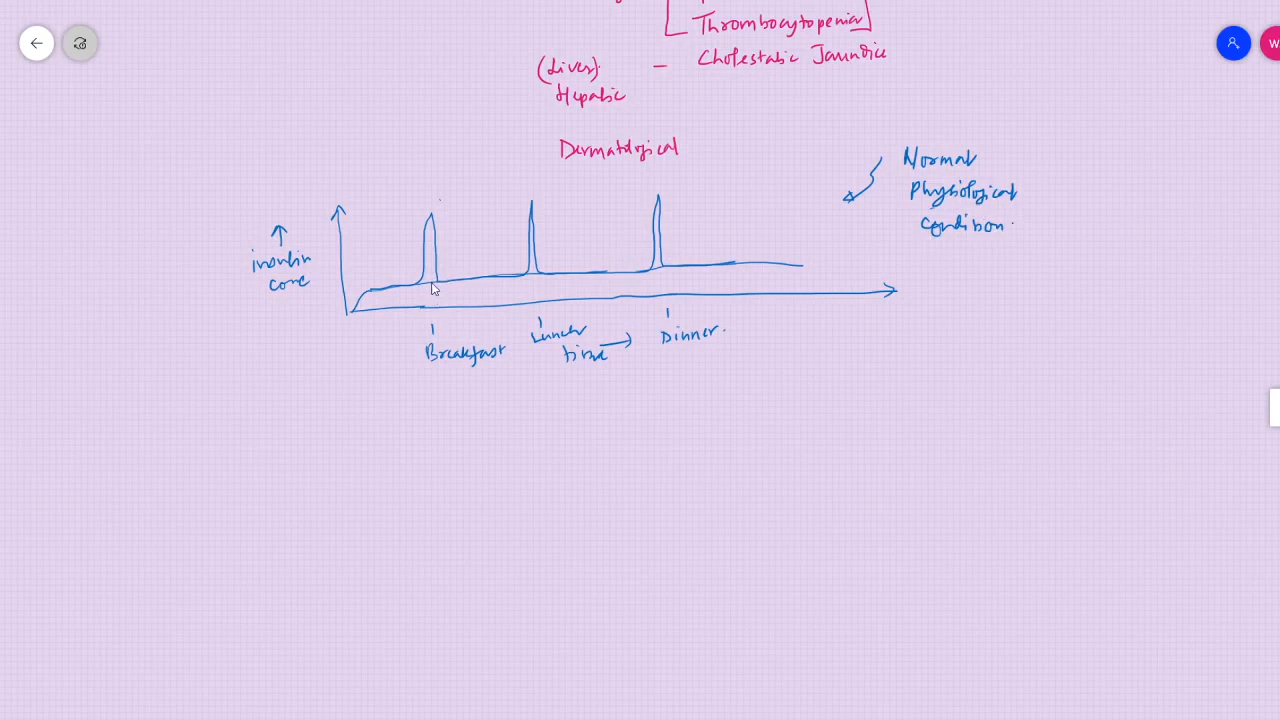 Thrombocytopenia
(Liver) – Cholestatic Jaundice
Hepatic
Dermatological
Normal
Physiological
condition.
insulin
conc
Breakfast
Lunch
time
Dinner.
W